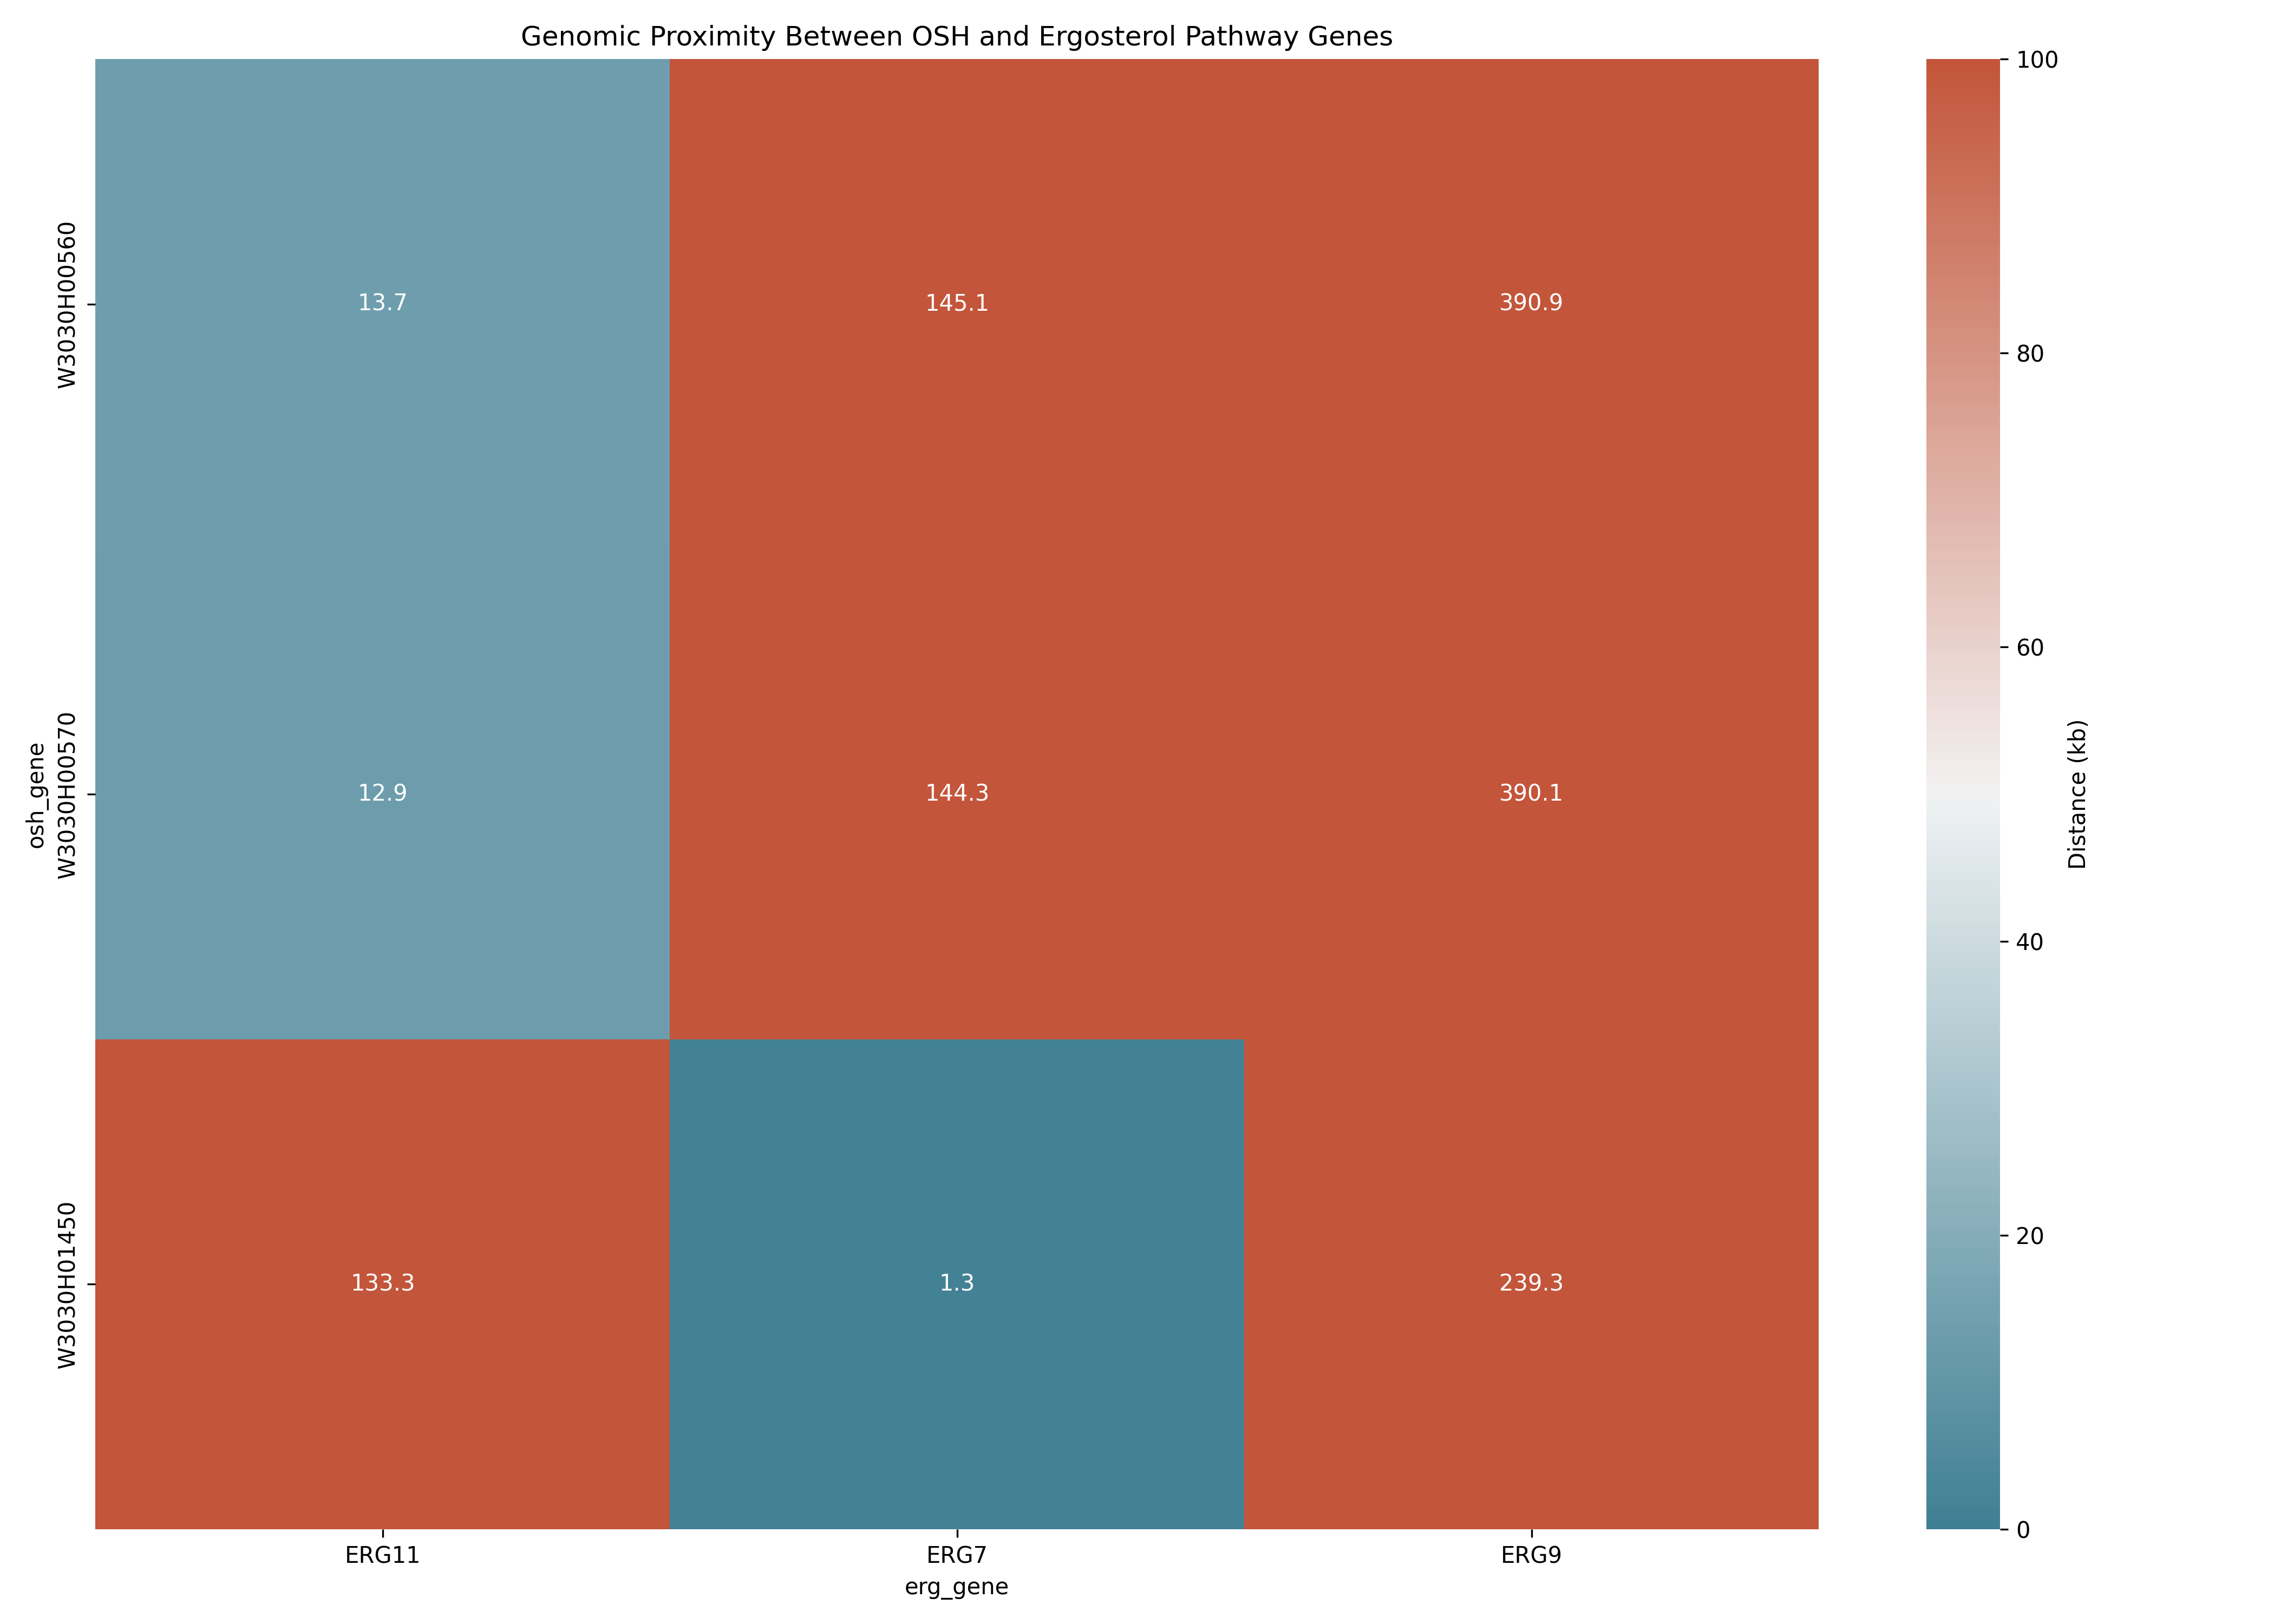 Genomic Proximity Between OSH and Ergosterol Pathway Genes
osh_gene
W3030H00560
13.7 145.1 390.9
W3030H00570
12.9 144.3 390.1
W3030H01450
133.3 1.3 239.3
ERG11 ERG7 ERG9
erg_gene
100
80
60
40
20
0
Distance (kb)